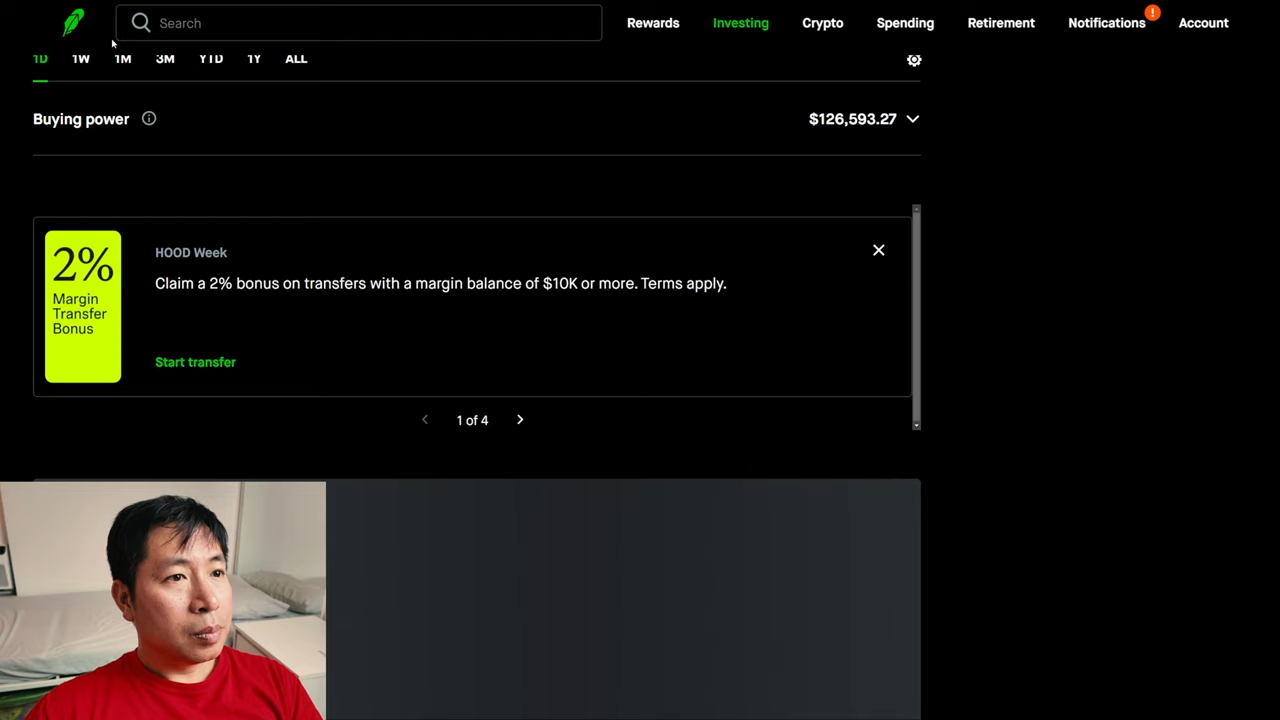 Search
Rewards
Investing
Crypto
Spending
Retirement
Notifications
Account
1D 1W 1M 3M YTD 1Y ALL
Buying power
$126,593.27
2%
Margin
Transfer
Bonus
HOOD Week
Claim a 2% bonus on transfers with a margin balance of $10K or more. Terms apply.
Start transfer
1 of 4